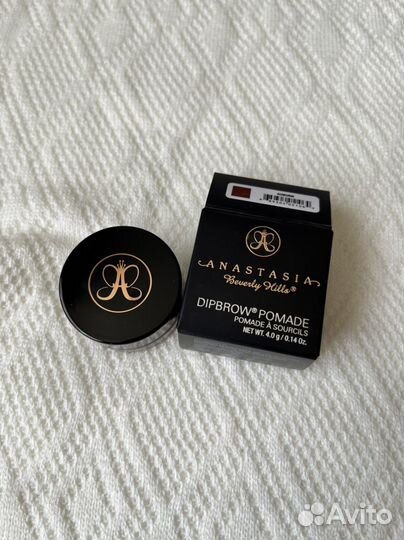 ANASTASIA
Beverly Hills®
DIPBROW® POMADE
POMADE À SOURCILS
NET WT. 4.0 g / 0.14 Oz.
Avito